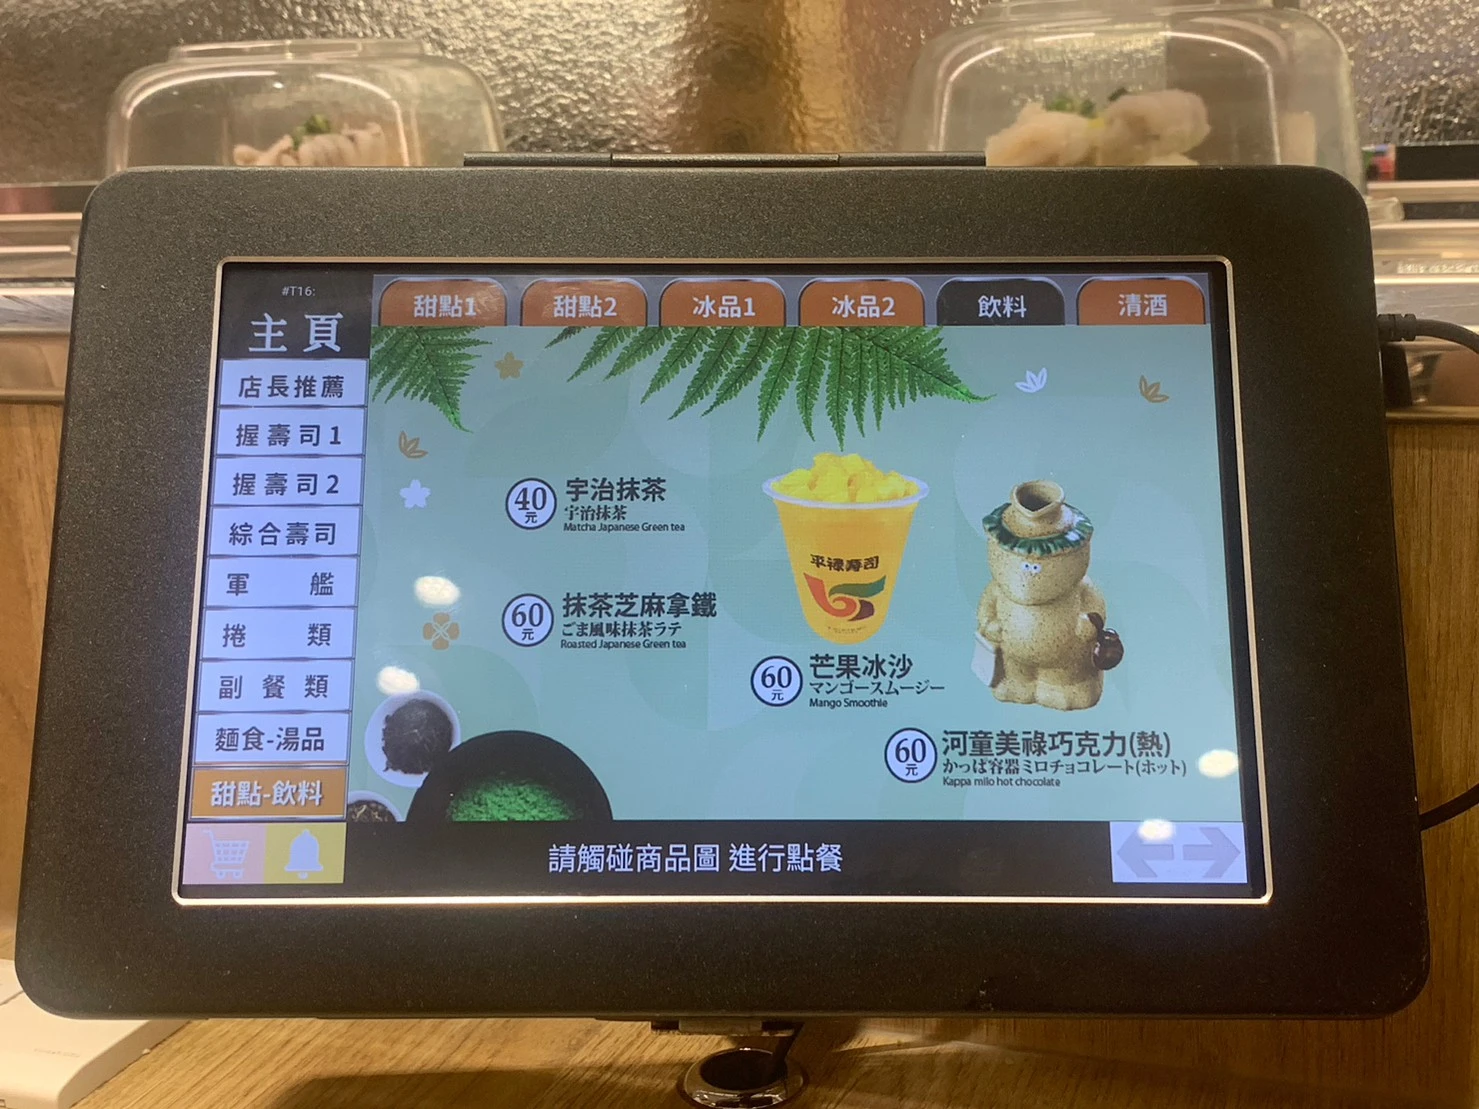 #T16:
主頁
店長推薦
握壽司1
握壽司2
綜合壽司
軍艦
捲類
副餐類
麵食-湯品
甜點-飲料
甜點1
甜點2
冰品1
冰品2
飲料
清酒
40元
宇治抹茶
宇治抹茶
Matcha Japanese Green tea
60元
抹茶芝麻拿鐵
ごま風味抹茶ラテ
Roasted Japanese Green tea
平禄寿司
60元
芒果冰沙
マンゴースムージー
Mango Smoothie
60元
河童美祿巧克力(熱)
かっぱ容器ミロチョコレート(ホット)
Kappa milo hot chocolate
請觸碰商品圖 進行點餐